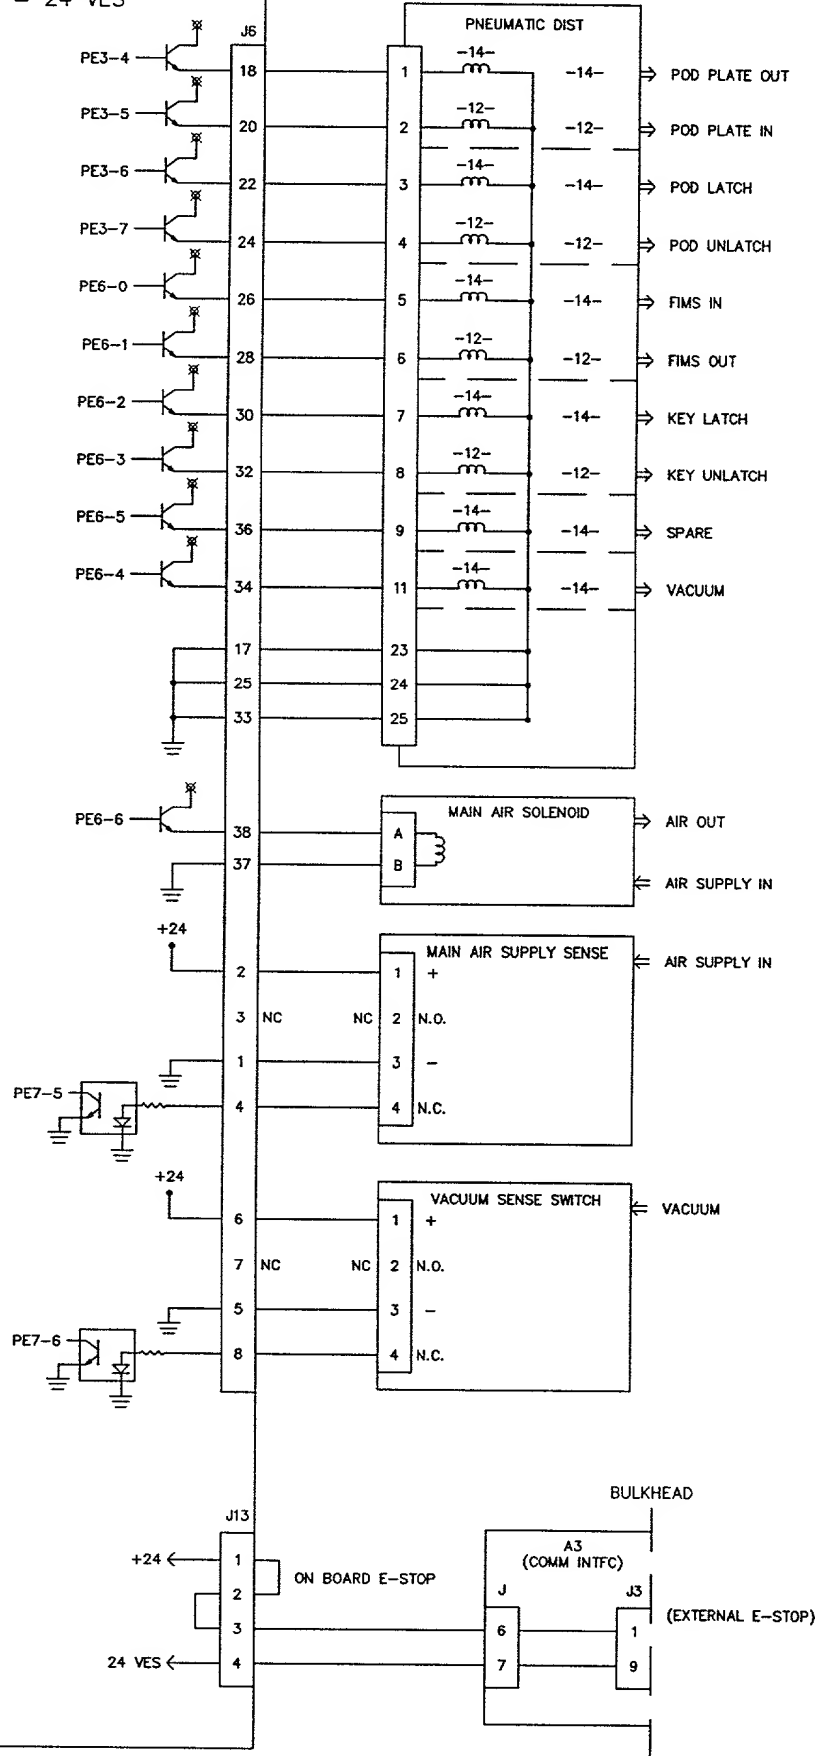 = 24 VES
J6
PNEUMATIC DIST
PE3-4 18 1 -14- -14- POD PLATE OUT
PE3-5 20 2 -12- -12- POD PLATE IN
PE3-6 22 3 -14- -14- POD LATCH
PE3-7 24 4 -12- -12- POD UNLATCH
PE6-0 26 5 -14- -14- FIMS IN
PE6-1 28 6 -12- -12- FIMS OUT
PE6-2 30 7 -14- -14- KEY LATCH
PE6-3 32 8 -12- -12- KEY UNLATCH
PE6-5 36 9 -14- -14- SPARE
PE6-4 34 11 -14- -14- VACUUM
17 23
25 24
33 25
MAIN AIR SOLENOID
PE6-6 38 A AIR OUT
37 B AIR SUPPLY IN
+24 MAIN AIR SUPPLY SENSE AIR SUPPLY IN
2 1 +
3 NC NC 2 N.O.
1 3 -
PE7-5 4 4 N.C.
+24 VACUUM SENSE SWITCH VACUUM
6 1 +
7 NC NC 2 N.O.
5 3 -
PE7-6 8 4 N.C.
BULKHEAD
J13
A3
(COMM INTFC)
+24 1
ON BOARD E-STOP
2 J J3
3 6 1 (EXTERNAL E-STOP)
24 VES 4 7 9